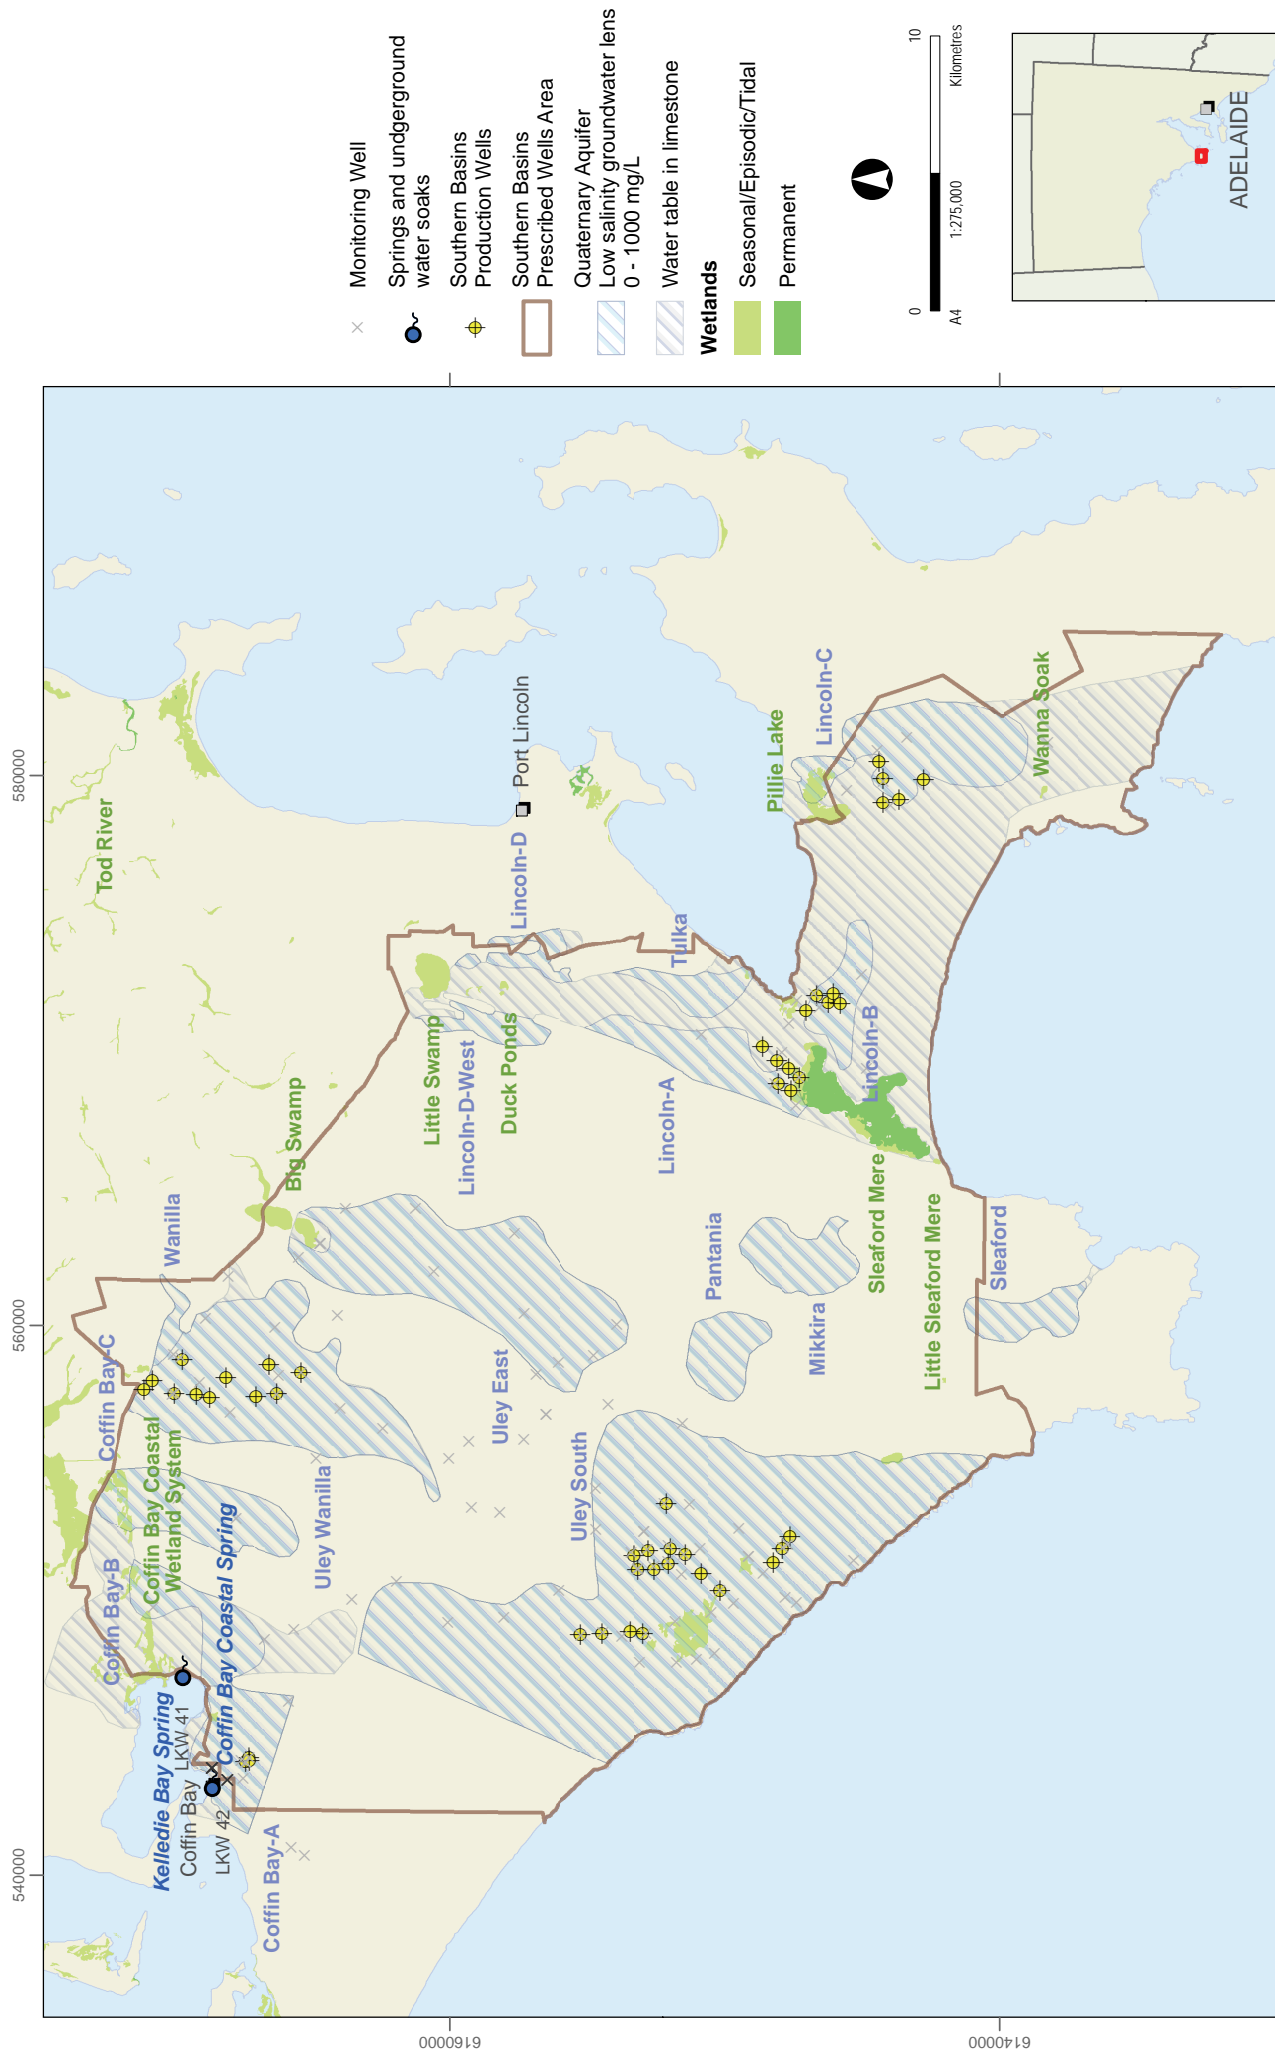 540000
560000
580000
6160000
6140000
Kelledie Bay Spring
Coffin Bay
LKW 41
LKW 42
Coffin Bay Coastal Spring
Coffin Bay-A
Coffin Bay-B
Coffin Bay Coastal
Wetland System
Coffin Bay-C
Wanilla
Tod River
Big Swamp
Uley Wanilla
Uley East
Uley South
Little Swamp
Lincoln-D-West
Duck Ponds
Lincoln-D
Port Lincoln
Tulka
Lincoln-A
Pantania
Mikkira
Sleaford Mere
Little Sleaford Mere
Sleaford
Lincoln-B
Pillie Lake
Lincoln-C
Wanna Soak
Monitoring Well
Springs and undgerground
water soaks
Southern Basins
Production Wells
Southern Basins
Prescribed Wells Area
Quaternary Aquifer
Low salinity groundwater lens
0 - 1000 mg/L
Water table in limestone
Wetlands
Seasonal/Episodic/Tidal
Permanent
0
10
A4
1:275,000
Kilometres
ADELAIDE